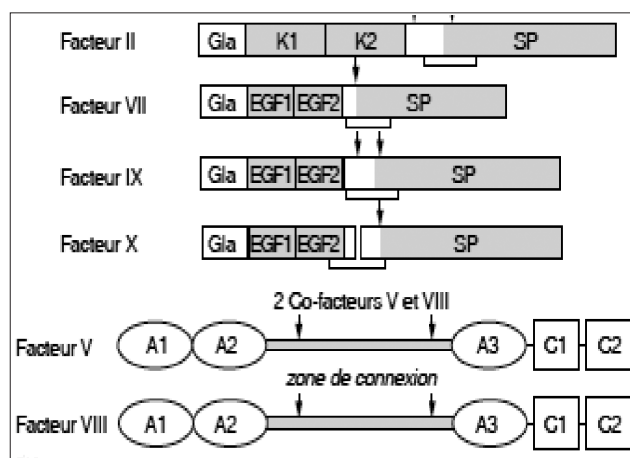 Facteur II Gla K1 K2 SP
Facteur VII Gla EGF1 EGF2 SP
Facteur IX Gla EGF1 EGF2 SP
Facteur X Gla EGF1 EGF2 SP
2 Co-facteurs V et VIII
Facteur V A1 A2 A3 C1 C2
zone de connexion
Facteur VIII A1 A2 A3 C1 C2